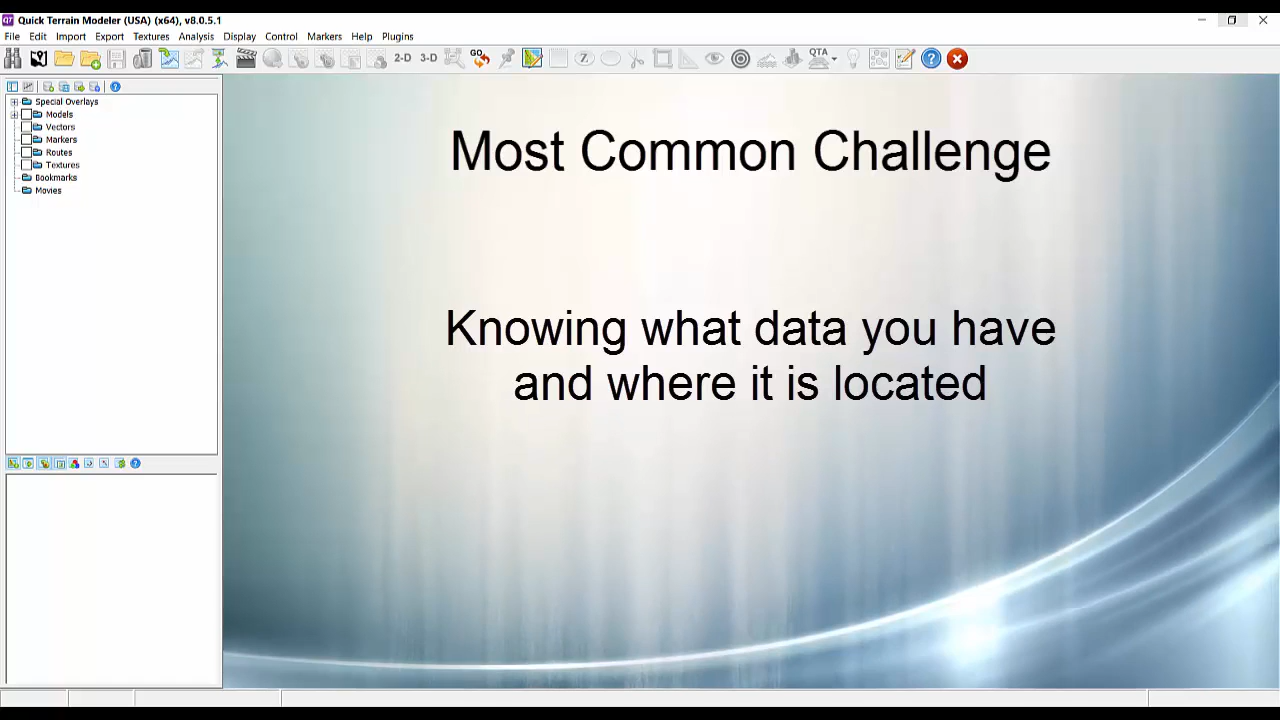 Quick Terrain Modeler (USA) (x64), v8.0.5.1
File Edit Import Export Textures Analysis Display Control Markers Help Plugins
2-D 3-D GO Z QTA
Special Overlays
Models
Vectors
Markers
Routes
Textures
Bookmarks
Movies
Most Common Challenge
Knowing what data you have
and where it is located